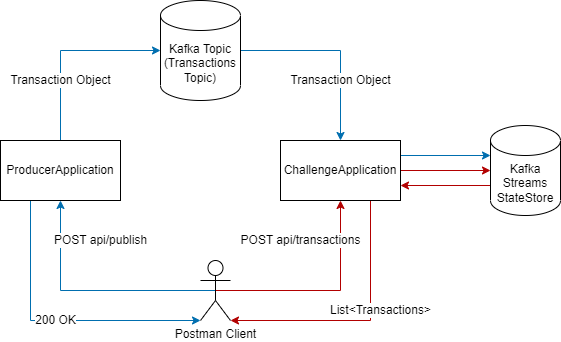 Kafka Topic
(Transactions
Topic)
Transaction Object
Transaction Object
ProducerApplication
ChallengeApplication
Kafka
Streams
StateStore
POST api/publish
POST api/transactions
200 OK
List<Transactions>
Postman Client